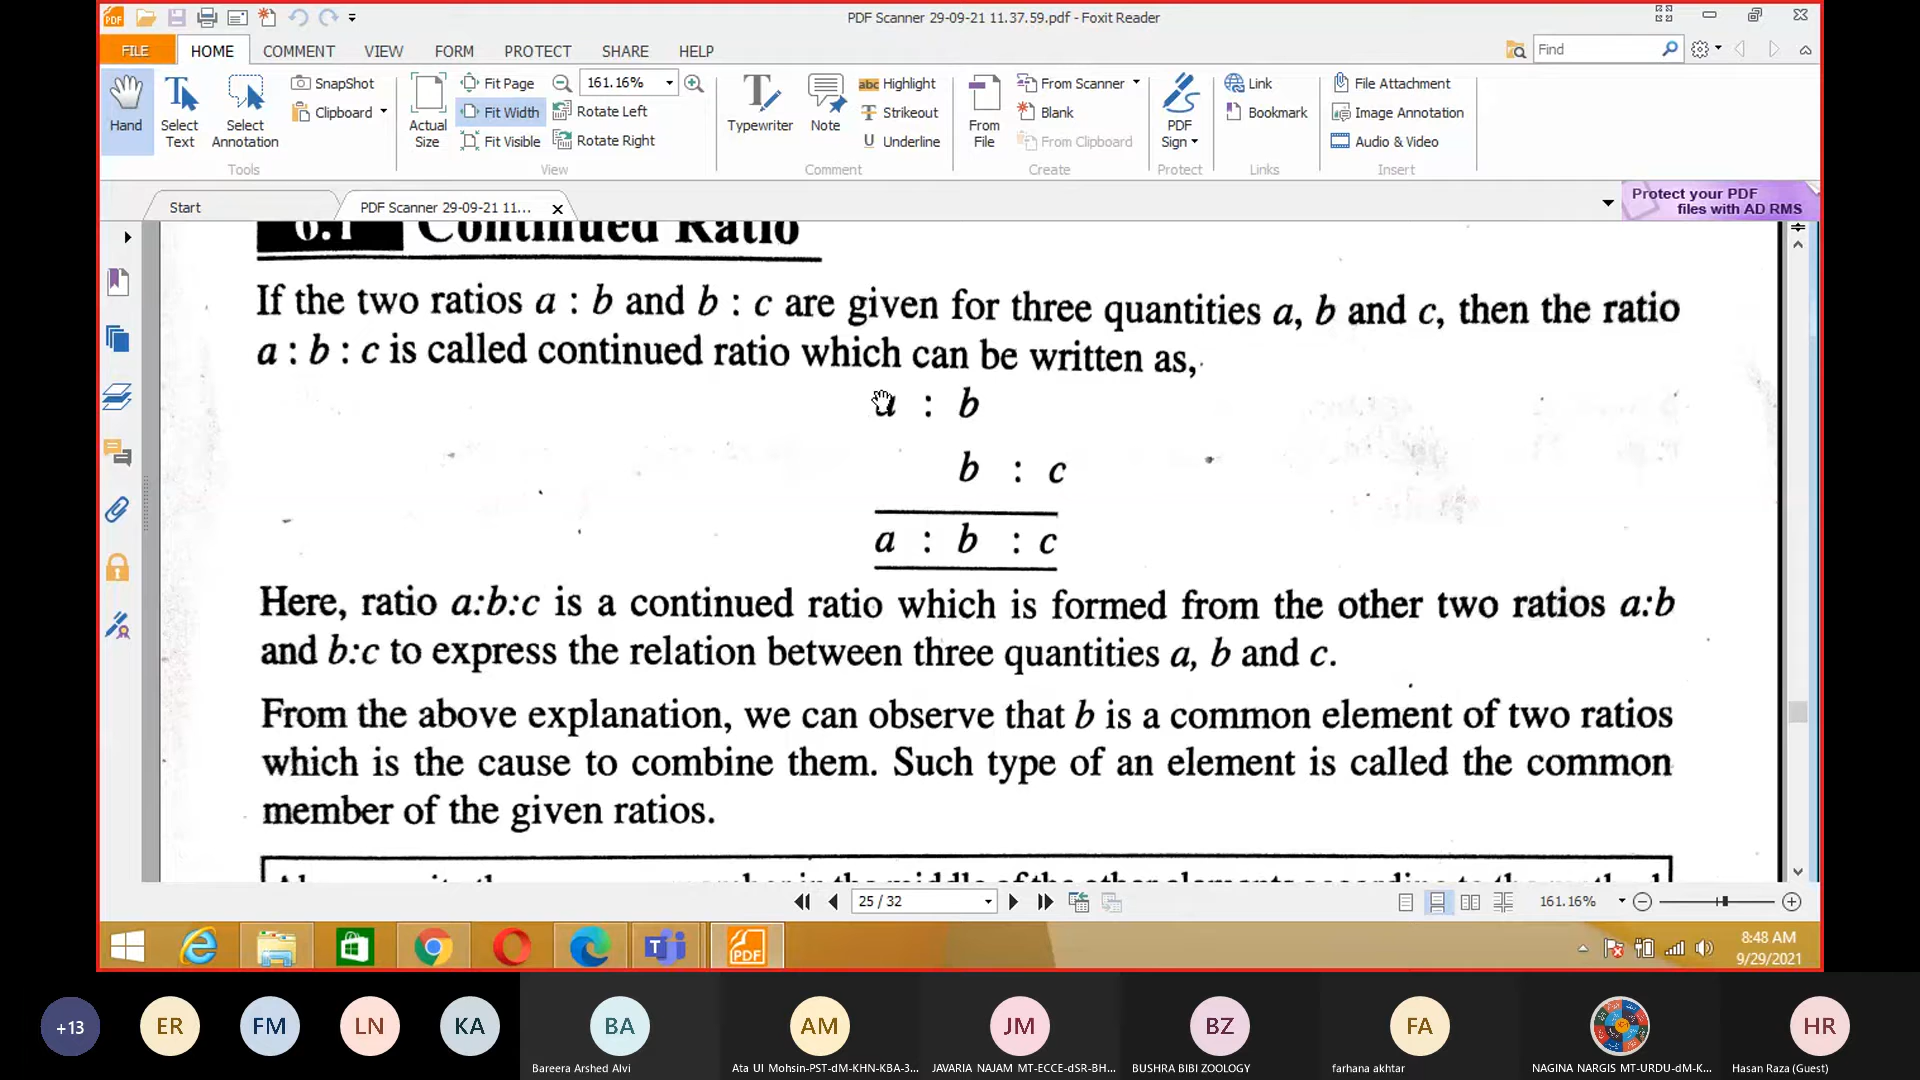 PDF Scanner 29-09-21 11.37.59.pdf - Foxit Reader
FILE HOME COMMENT VIEW FORM PROTECT SHARE HELP Find
Hand Select Text Select Annotation SnapShot Clipboard Tools
Actual Size Fit Page Fit Width Fit Visible 161.16% Rotate Left Rotate Right View
Typewriter Note Highlight Strikeout Underline Comment
From File From Scanner Blank From Clipboard Create
PDF Sign Protect
Link Bookmark Links
File Attachment Image Annotation Audio & Video Insert
Start PDF Scanner 29-09-21 11...
Protect your PDF
files with AD RMS
6.1 Continued Ratio
If the two ratios a : b and b : c are given for three quantities a, b and c, then the ratio
a : b : c is called continued ratio which can be written as,
a : b
b : c
a : b : c
Here, ratio a:b:c is a continued ratio which is formed from the other two ratios a:b
and b:c to express the relation between three quantities a, b and c.
From the above explanation, we can observe that b is a common element of two ratios
which is the cause to combine them. Such type of an element is called the common
member of the given ratios.
25 / 32 161.16%
8:48 AM
9/29/2021
+13 ER FM LN KA BA AM JM BZ FA HR
Bareera Arshed Alvi
Ata Ul Mohsin-PST-dM-KHN-KBA-3...
JAVARIA NAJAM MT-ECCE-dSR-BH...
BUSHRA BIBI ZOOLOGY
farhana akhtar
NAGINA NARGIS MT-URDU-dM-K...
Hasan Raza (Guest)